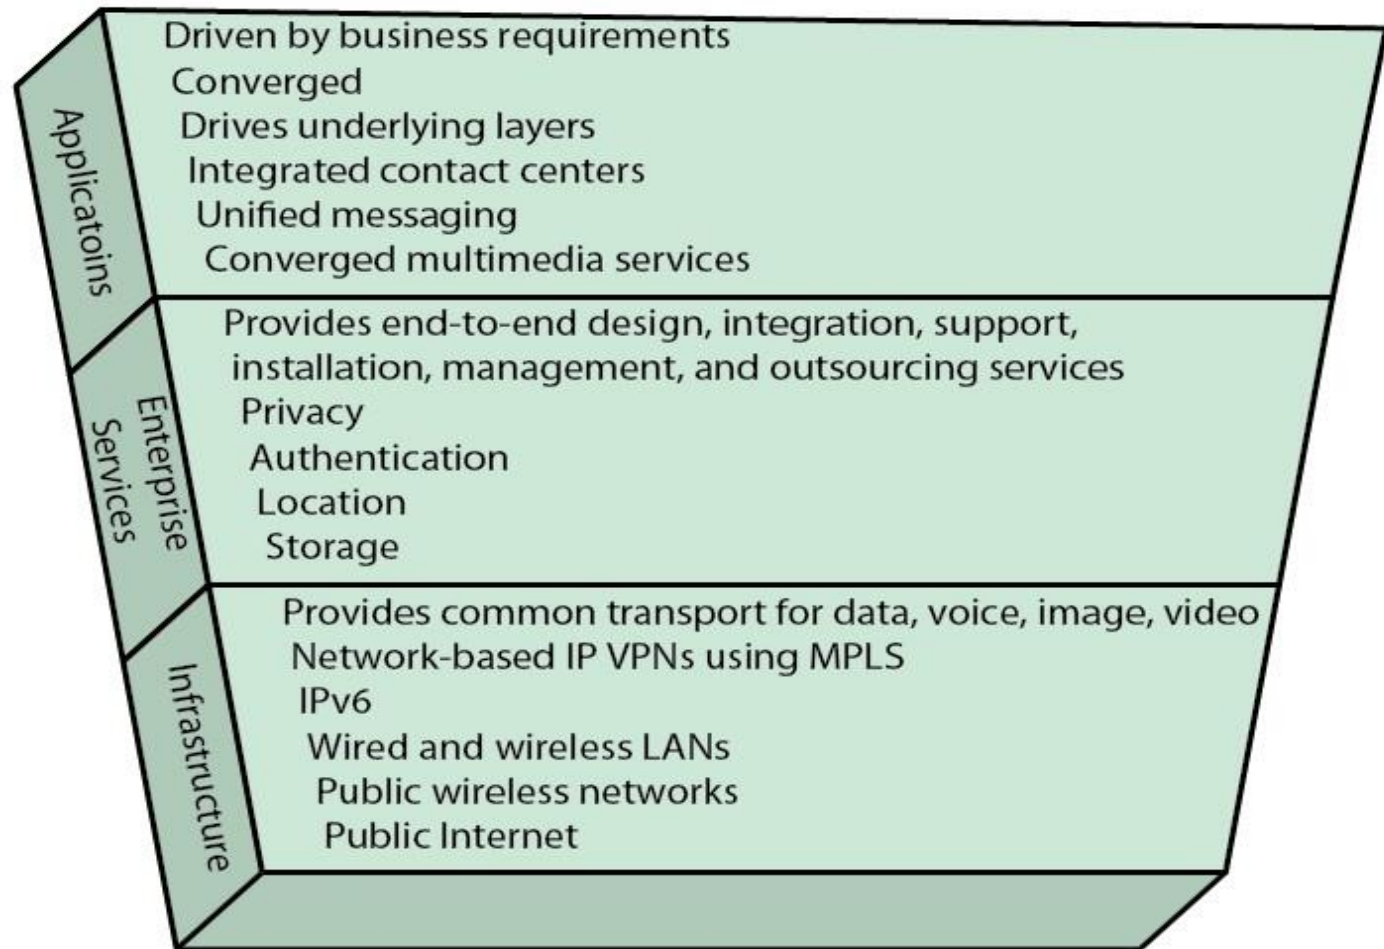 Applicatoins
Driven by business requirements
Converged
Drives underlying layers
Integrated contact centers
Unified messaging
Converged multimedia services
Enterprise
Services
Provides end-to-end design, integration, support,
installation, management, and outsourcing services
Privacy
Authentication
Location
Storage
Infrastructure
Provides common transport for data, voice, image, video
Network-based IP VPNs using MPLS
IPv6
Wired and wireless LANs
Public wireless networks
Public Internet